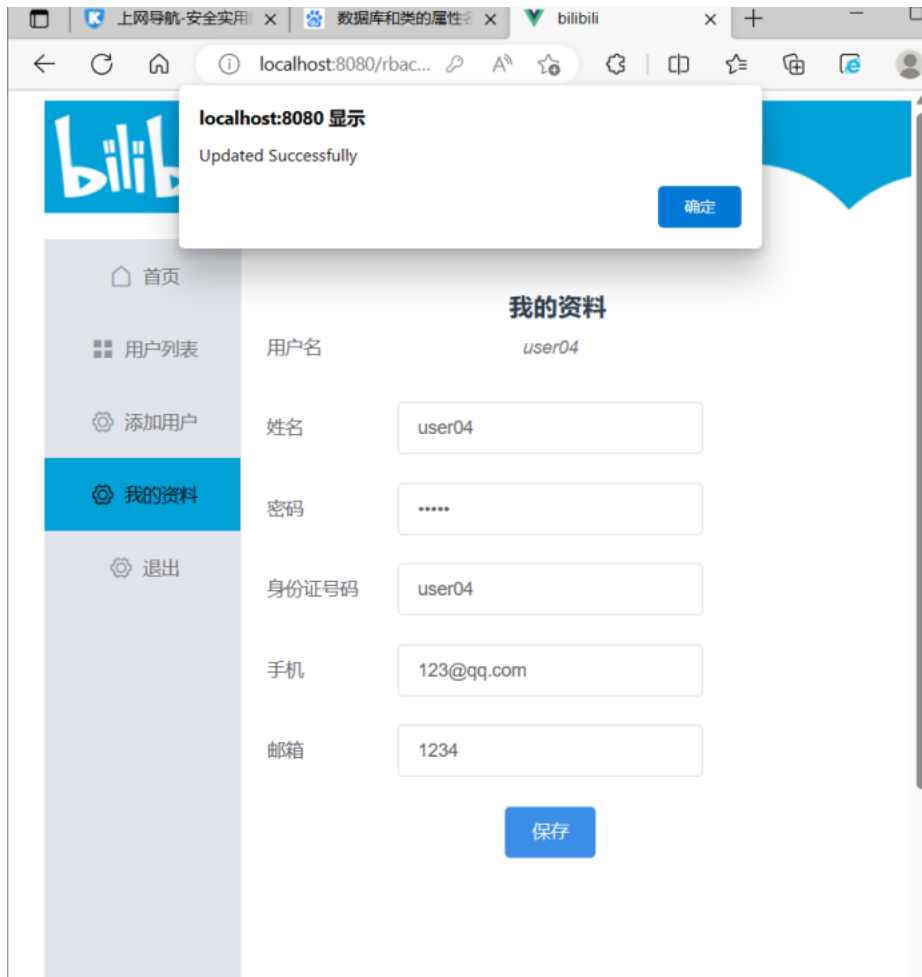 上网导航-安全实用
数据库和类的属性
bilibili
localhost:8080/rbac...
localhost:8080 显示
Updated Successfully
确定
bilib
首页
用户列表
添加用户
我的资料
退出
我的资料
用户名 user04
姓名 user04
密码 •••••
身份证号码 user04
手机 123@qq.com
邮箱 1234
保存